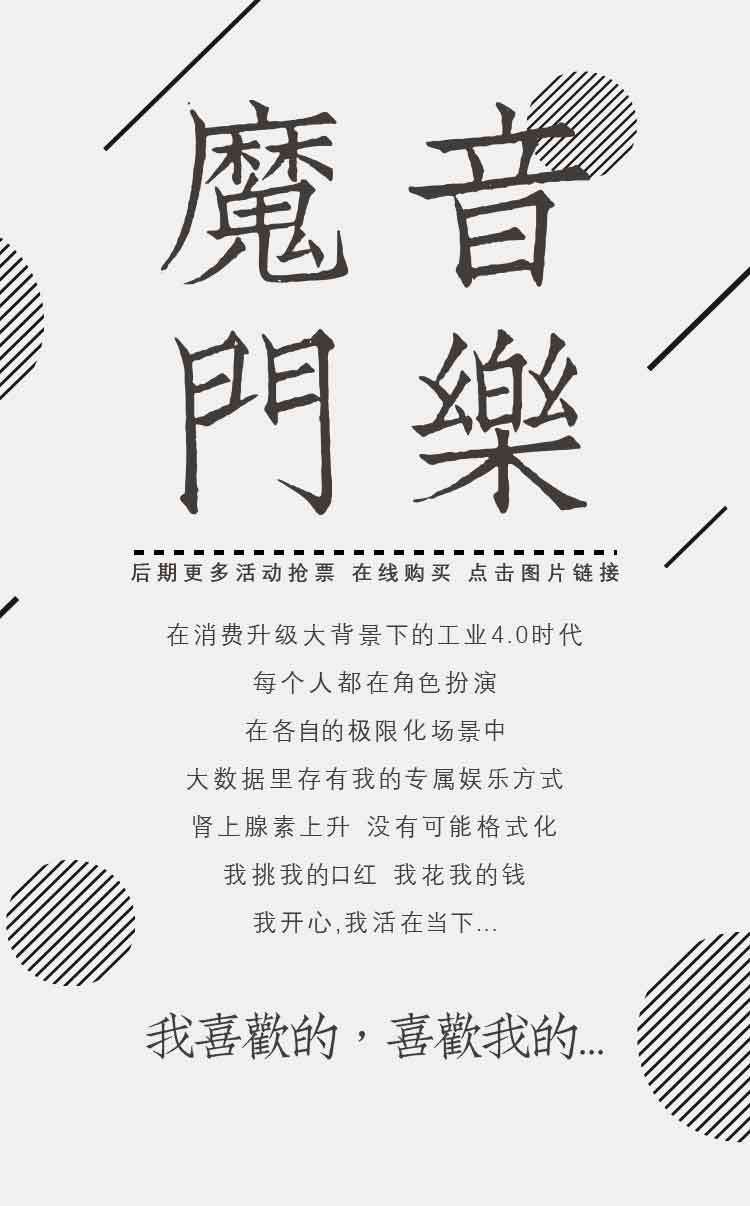 魔音
門樂
后期更多活动抢票 在线购买 点击图片链接
在消费升级大背景下的工业4.0时代
每个人都在角色扮演
在各自的极限化场景中
大数据里存有我的专属娱乐方式
肾上腺素上升 没有可能格式化
我挑我的口红 我花我的钱
我开心,我活在当下...
我喜歡的，喜歡我的...